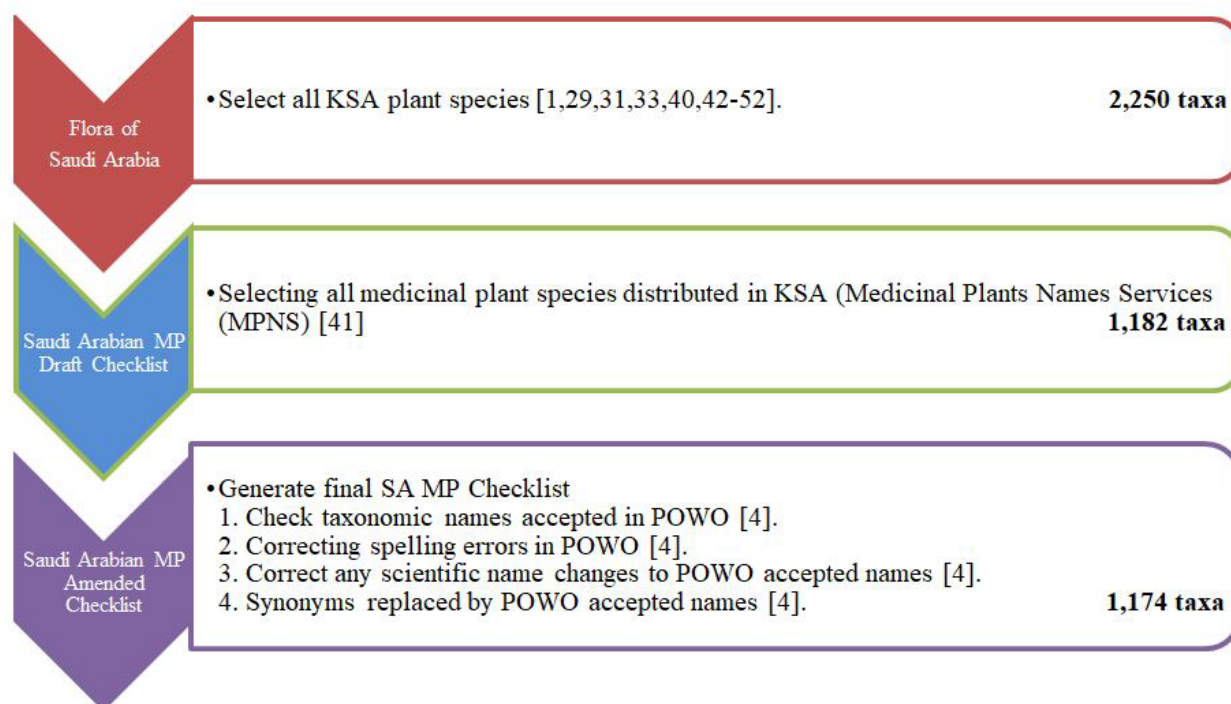 Flora of
Saudi Arabia
•Select all KSA plant species [1,29,31,33,40,42-52]. 2,250 taxa
Saudi Arabian MP
Draft Checklist
•Selecting all medicinal plant species distributed in KSA (Medicinal Plants Names Services
(MPNS) [41] 1,182 taxa
Saudi Arabian MP
Amended
Checklist
•Generate final SA MP Checklist
1. Check taxonomic names accepted in POWO [4].
2. Correcting spelling errors in POWO [4].
3. Correct any scientific name changes to POWO accepted names [4].
4. Synonyms replaced by POWO accepted names [4]. 1,174 taxa